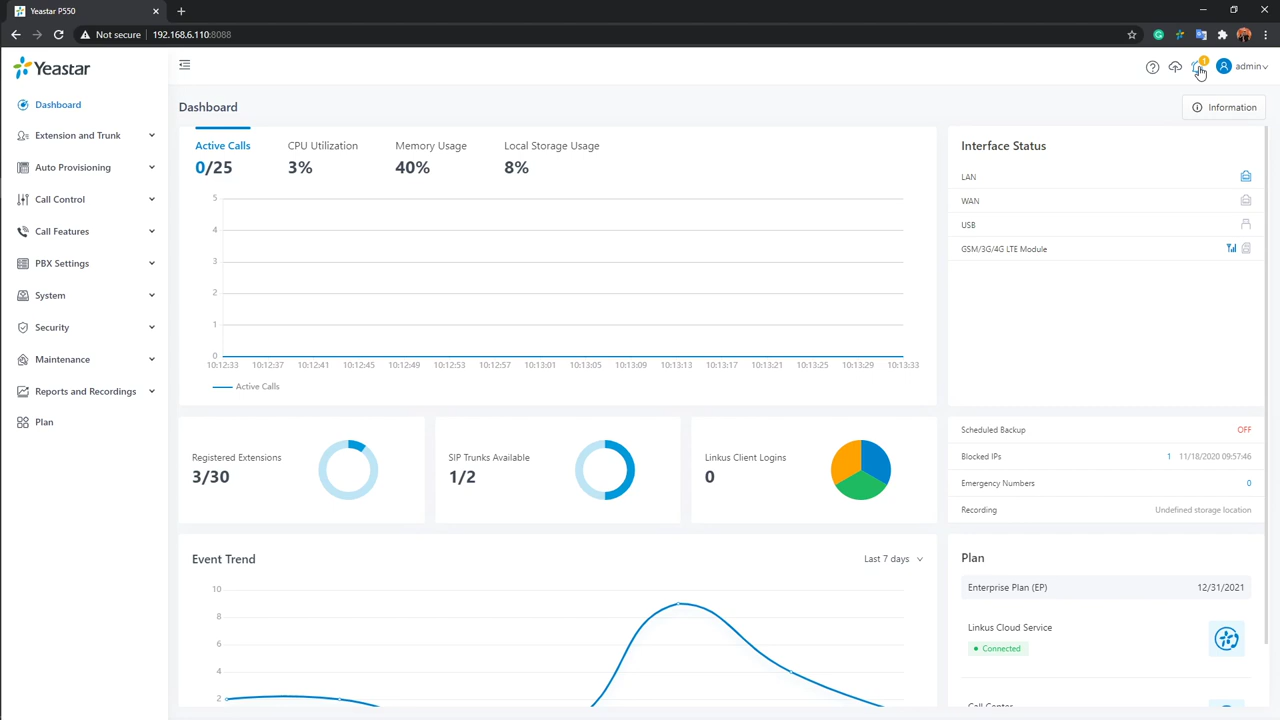 Yeastar P550
Not secure
192.168.6.110:8088
Yeastar
1
admin
Dashboard
Extension and Trunk
Auto Provisioning
Call Control
Call Features
PBX Settings
System
Security
Maintenance
Reports and Recordings
Plan
Dashboard
Information
Active Calls
0/25
CPU Utilization
3%
Memory Usage
40%
Local Storage Usage
8%
5
4
3
2
1
0
10:12:33 10:12:37 10:12:41 10:12:45 10:12:49 10:12:53 10:12:57 10:13:01 10:13:05 10:13:09 10:13:13 10:13:17 10:13:21 10:13:25 10:13:29 10:13:33
Active Calls
Interface Status
LAN
WAN
USB
GSM/3G/4G LTE Module
Registered Extensions
3/30
SIP Trunks Available
1/2
Linkus Client Logins
0
Scheduled Backup OFF
Blocked IPs 1 11/18/2020 09:57:46
Emergency Numbers 0
Recording Undefined storage location
Event Trend
Last 7 days
10
8
6
4
2
Plan
Enterprise Plan (EP) 12/31/2021
Linkus Cloud Service
Connected
Call Center